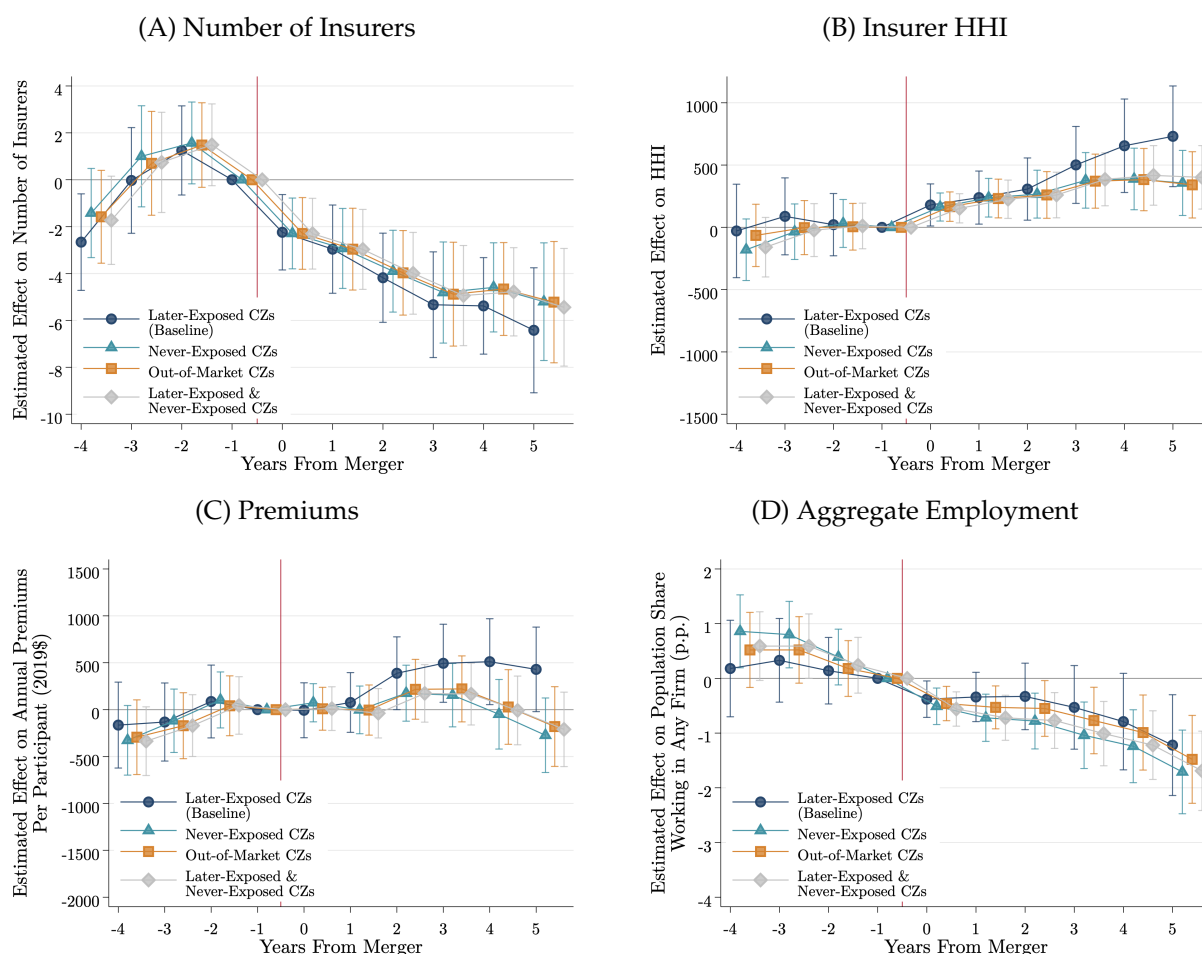 (A) Number of Insurers
Estimated Effect on Number of Insurers
4
2
0
-2
-4
-6
-8
-10
Later-Exposed CZs
(Baseline)
Never-Exposed CZs
Out-of-Market CZs
Later-Exposed &
Never-Exposed CZs
-4 -3 -2 -1 0 1 2 3 4 5
Years From Merger
(B) Insurer HHI
Estimated Effect on HHI
1000
500
0
-500
-1000
-1500
Later-Exposed CZs
(Baseline)
Never-Exposed CZs
Out-of-Market CZs
Later-Exposed &
Never-Exposed CZs
-4 -3 -2 -1 0 1 2 3 4 5
Years From Merger
(C) Premiums
Estimated Effect on Annual Premiums
Per Participant (2019$)
1500
1000
500
0
-500
-1000
-1500
-2000
Later-Exposed CZs
(Baseline)
Never-Exposed CZs
Out-of-Market CZs
Later-Exposed &
Never-Exposed CZs
-4 -3 -2 -1 0 1 2 3 4 5
Years From Merger
(D) Aggregate Employment
Estimated Effect on Population Share
Working in Any Firm (p.p.)
2
1
0
-1
-2
-3
-4
Later-Exposed CZs
(Baseline)
Never-Exposed CZs
Out-of-Market CZs
Later-Exposed &
Never-Exposed CZs
-4 -3 -2 -1 0 1 2 3 4 5
Years From Merger